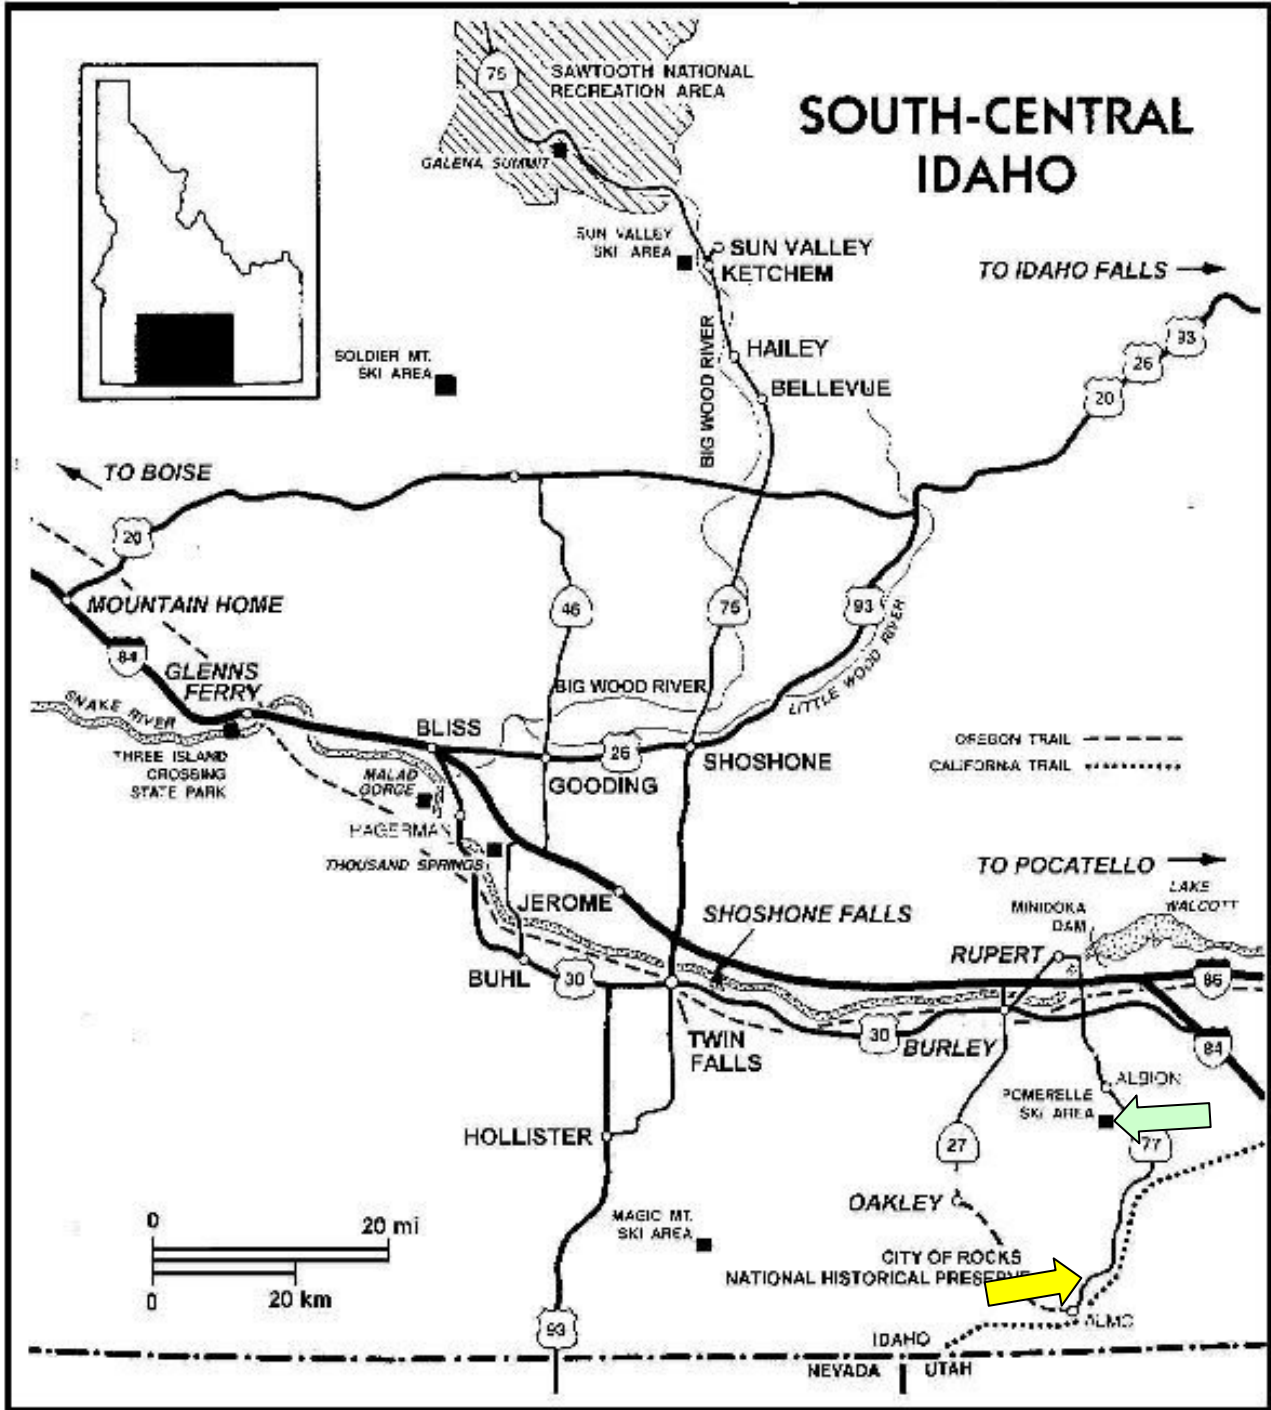 75
SAWTOOTH NATIONAL
RECREATION AREA
SOUTH-CENTRAL
IDAHO
GALENA SUMMIT
SUN VALLEY
SKI AREA
SUN VALLEY
KETCHEM
TO IDAHO FALLS
93
26
20
BIG WOOD RIVER
HAILEY
SOLDIER MT.
SKI AREA
BELLEVUE
TO BOISE
20
MOUNTAIN HOME
46
75
93
84
GLENNS
FERRY
SNAKE RIVER
BIG WOOD RIVER
LITTLE WOOD RIVER
BLISS
26
SHOSHONE
GOODING
THREE ISLAND
CROSSING
STATE PARK
MALAD
GORGE
HAGERMAN
THOUSAND SPRINGS
OREGON TRAIL
CALIFORNIA TRAIL
TO POCATELLO
LAKE
WALCOTT
MINIDOKA
DAM
JEROME
SHOSHONE FALLS
RUPERT
BUHL
30
86
TWIN
FALLS
30
BURLEY
84
ALBION
POMERELLE
SKI AREA
HOLLISTER
27
77
OAKLEY
MAGIC MT.
SKI AREA
0
20 mi
0
20 km
CITY OF ROCKS
NATIONAL HISTORICAL PRESERVE
ALMO
93
IDAHO
NEVADA
UTAH